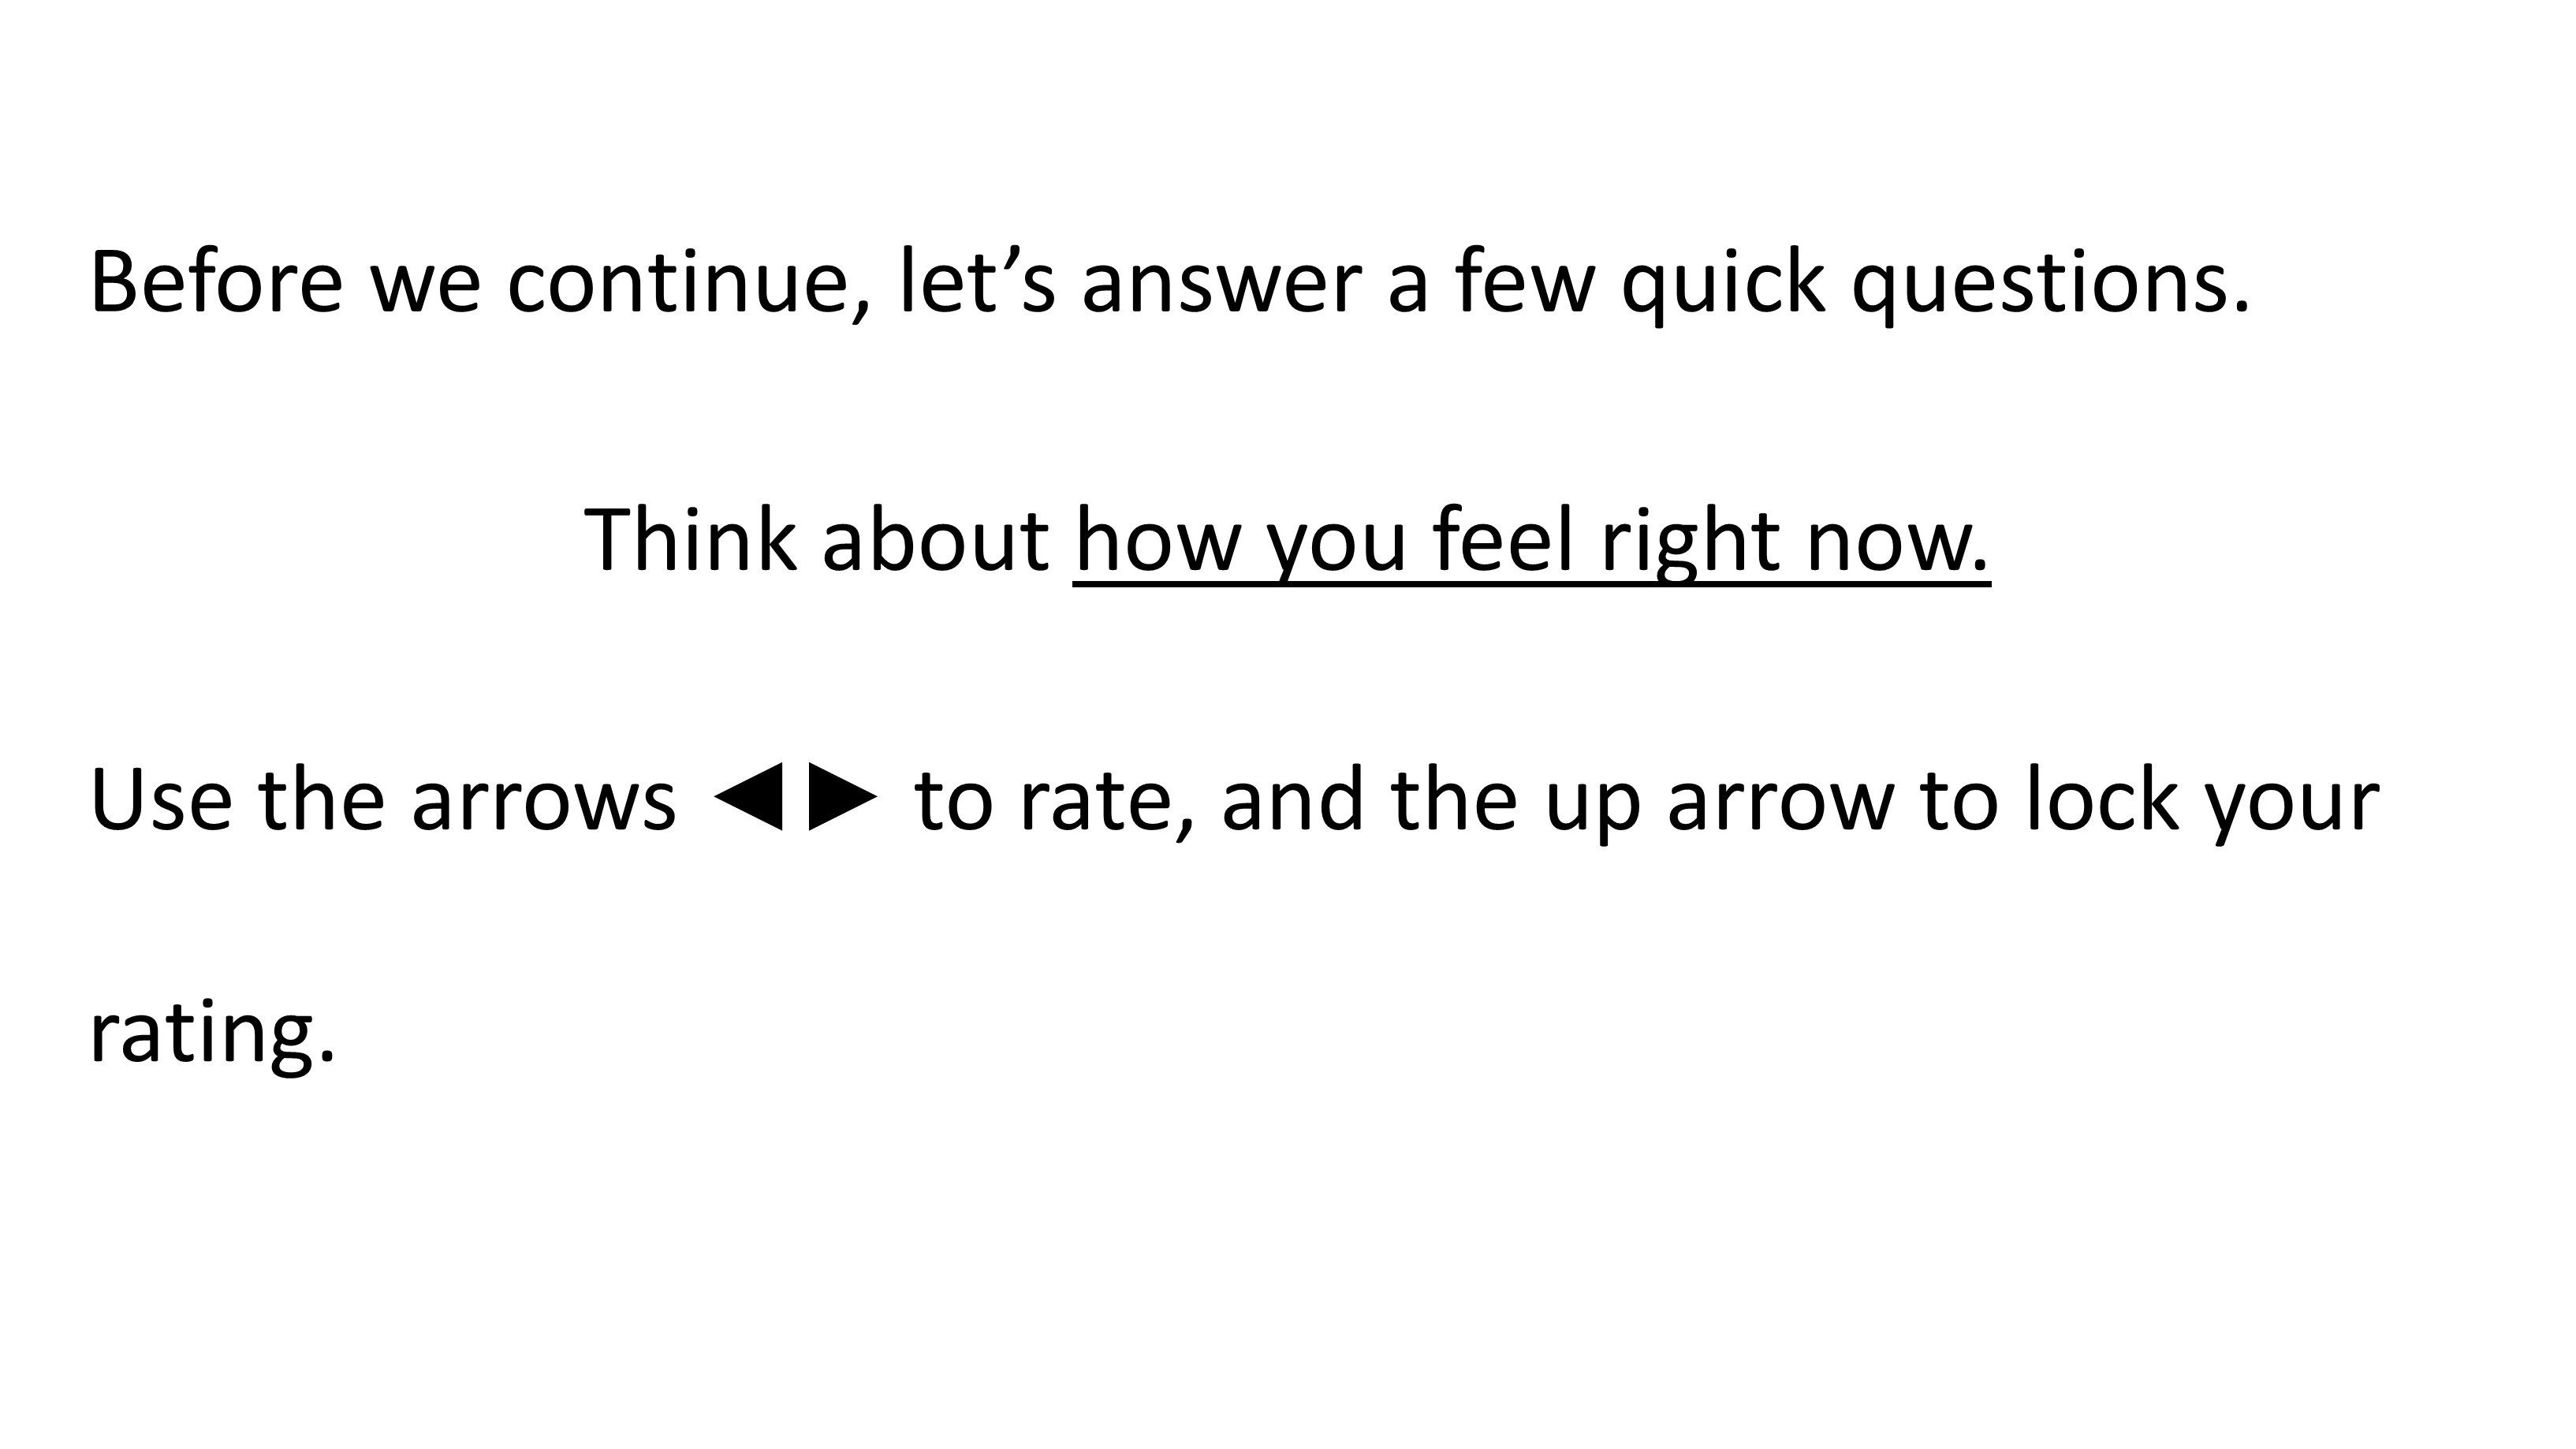 Before we continue, let’s answer a few quick questions.
Think about how you feel right now.
Use the arrows ◀ ▶ to rate, and the up arrow to lock your
rating.